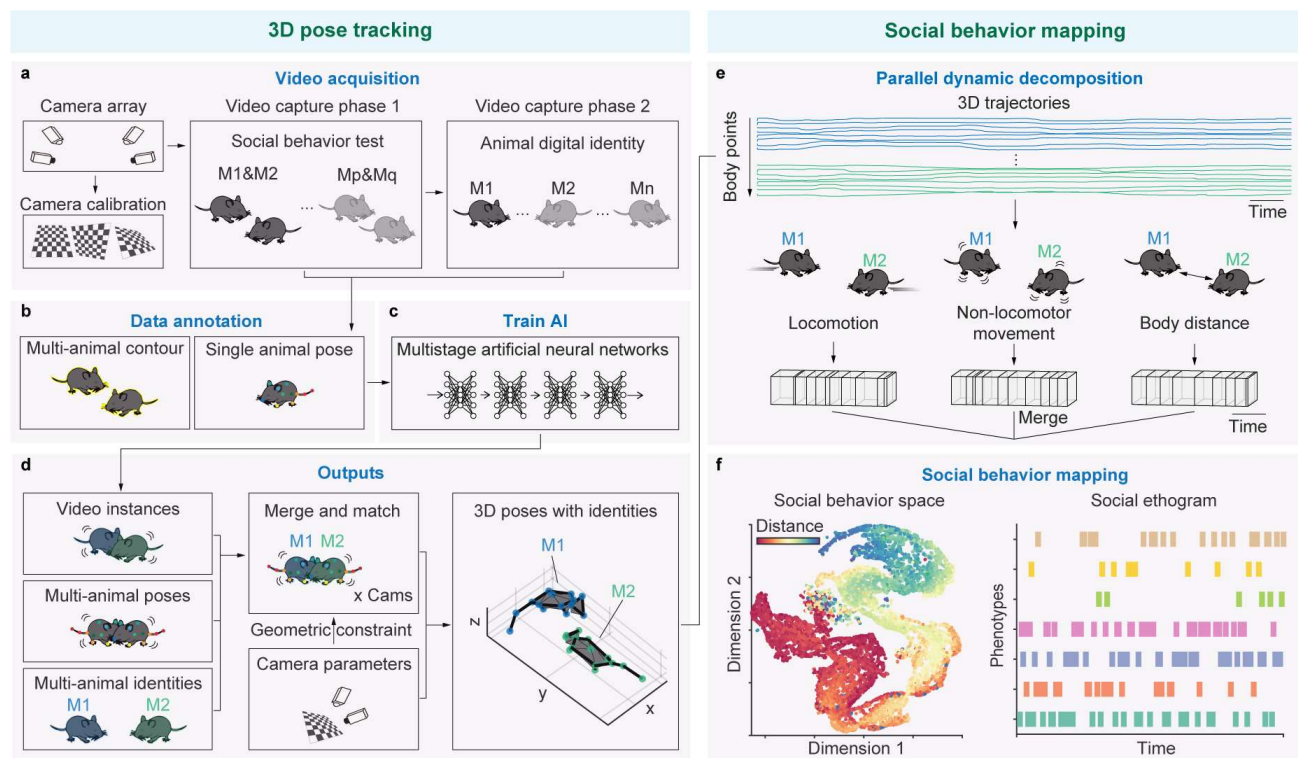 3D pose tracking
a
Video acquisition
Camera array
Video capture phase 1
Video capture phase 2
Social behavior test
Animal digital identity
M1&M2
Mp&Mq
...
M1
M2
Mn
...
...
Camera calibration
b
Data annotation
Multi-animal contour
Single animal pose
c
Train AI
Multistage artificial neural networks
d
Outputs
Video instances
Multi-animal poses
Multi-animal identities
M1
M2
Merge and match
M1 M2
x Cams
Geometric constraint
Camera parameters
3D poses with identities
M1
M2
z
y
x
Social behavior mapping
e
Parallel dynamic decomposition
3D trajectories
Body points
Time
M1
M2
Locomotion
M1
M2
Non-locomotor
movement
M1
M2
Body distance
Merge
Time
f
Social behavior mapping
Social behavior space
Distance
Dimension 2
Dimension 1
Social ethogram
Phenotypes
Time